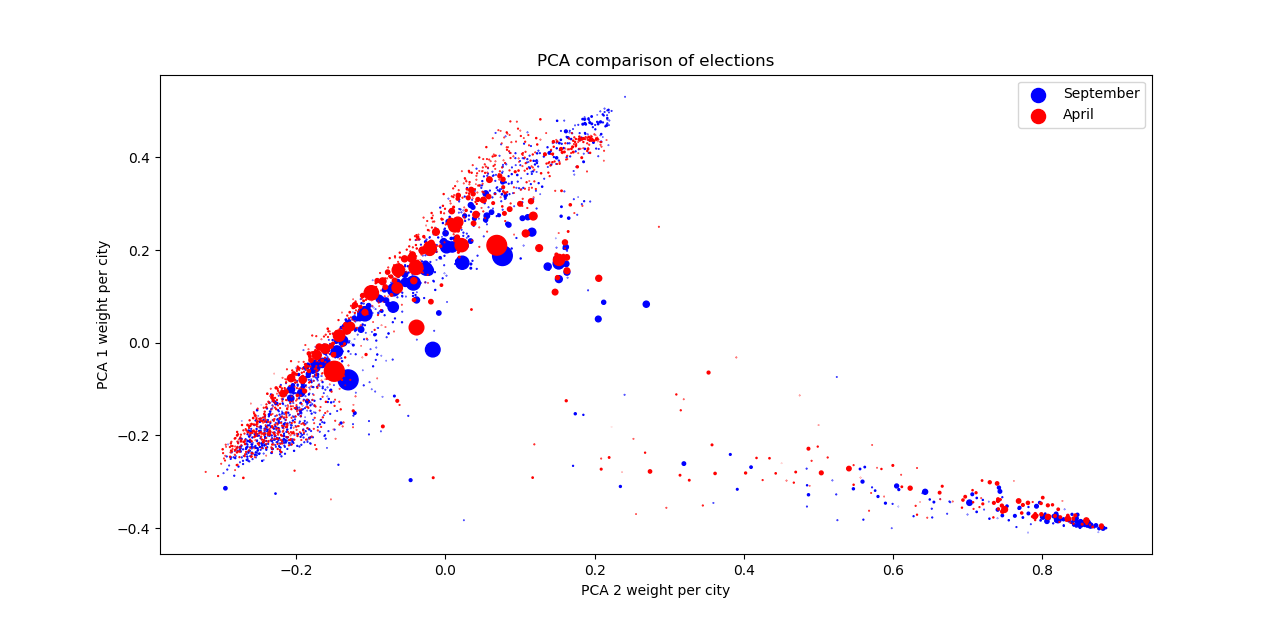 PCA comparison of elections
September
April
PCA 1 weight per city
0.4
0.2
0.0
−0.2
−0.4
−0.2
0.0
0.2
0.4
0.6
0.8
PCA 2 weight per city